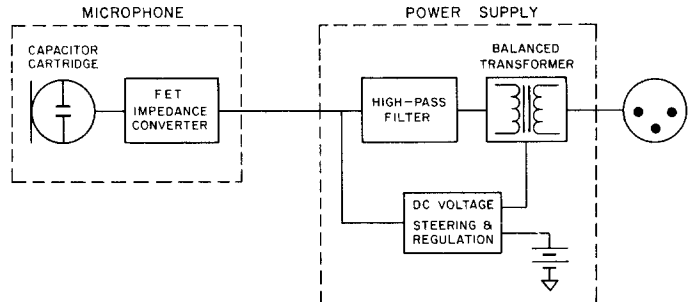 MICROPHONE
CAPACITOR
CARTRIDGE
FET
IMPEDANCE
CONVERTER
POWER SUPPLY
BALANCED
TRANSFORMER
HIGH-PASS
FILTER
DC VOLTAGE
STEERING &
REGULATION